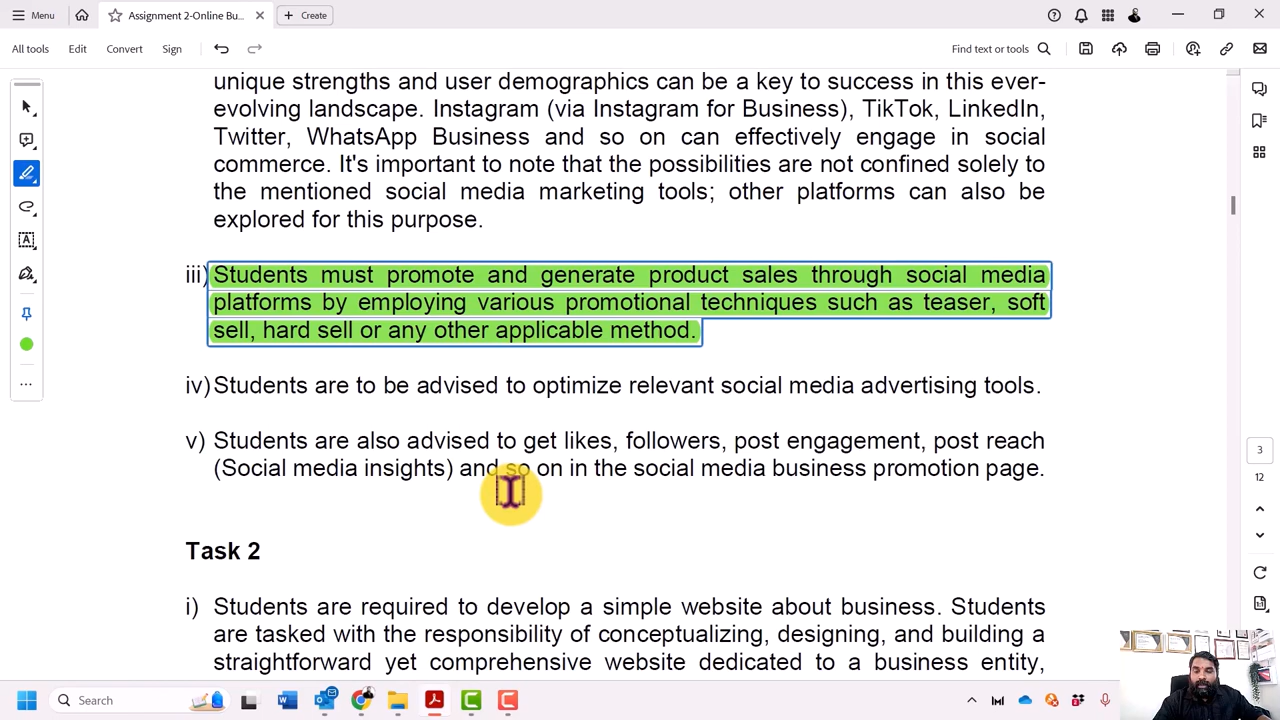 Menu
Assignment 2-Online Bu...
Create
All tools
Edit
Convert
Sign
Find text or tools
unique strengths and user demographics can be a key to success in this ever-
evolving landscape. Instagram (via Instagram for Business), TikTok, LinkedIn,
Twitter, WhatsApp Business and so on can effectively engage in social
commerce. It's important to note that the possibilities are not confined solely to
the mentioned social media marketing tools; other platforms can also be
explored for this purpose.
iii) Students must promote and generate product sales through social media
platforms by employing various promotional techniques such as teaser, soft
sell, hard sell or any other applicable method.
iv) Students are to be advised to optimize relevant social media advertising tools.
v) Students are also advised to get likes, followers, post engagement, post reach
(Social media insights) and so on in the social media business promotion page.
3
12
Task 2
i) Students are required to develop a simple website about business. Students
are tasked with the responsibility of conceptualizing, designing, and building a
straightforward yet comprehensive website dedicated to a business entity,
Search